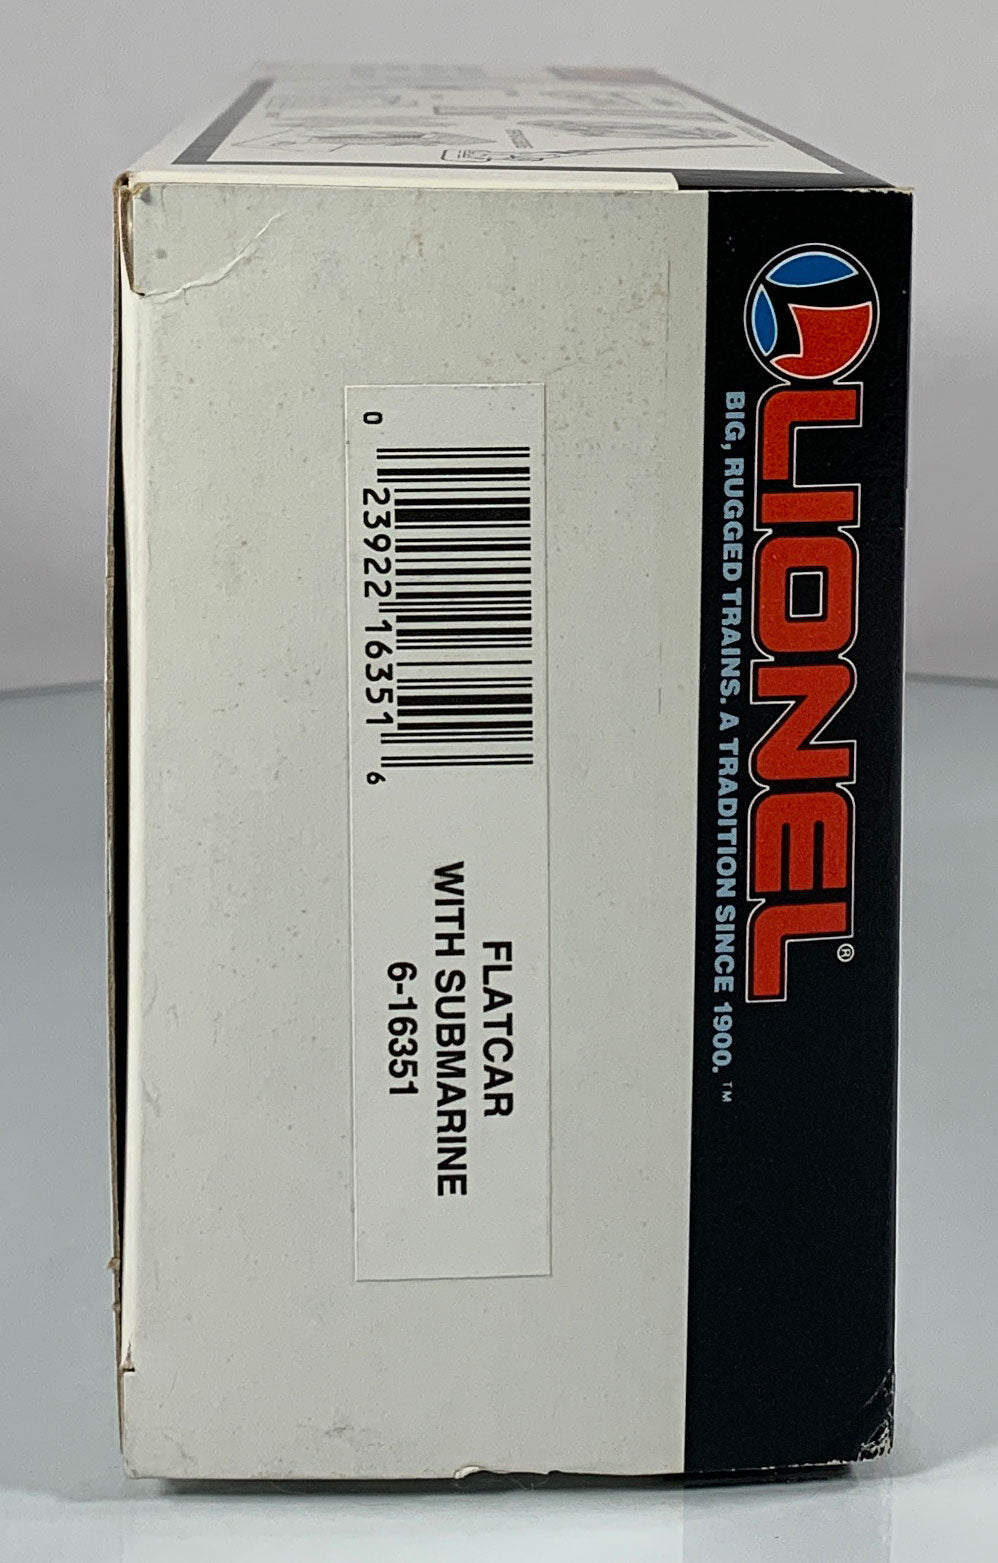 LIONEL®
BIG, RUGGED TRAINS. A TRADITION SINCE 1900.™
FLATCAR
WITH SUBMARINE
6-16351
0 23922 16351 6